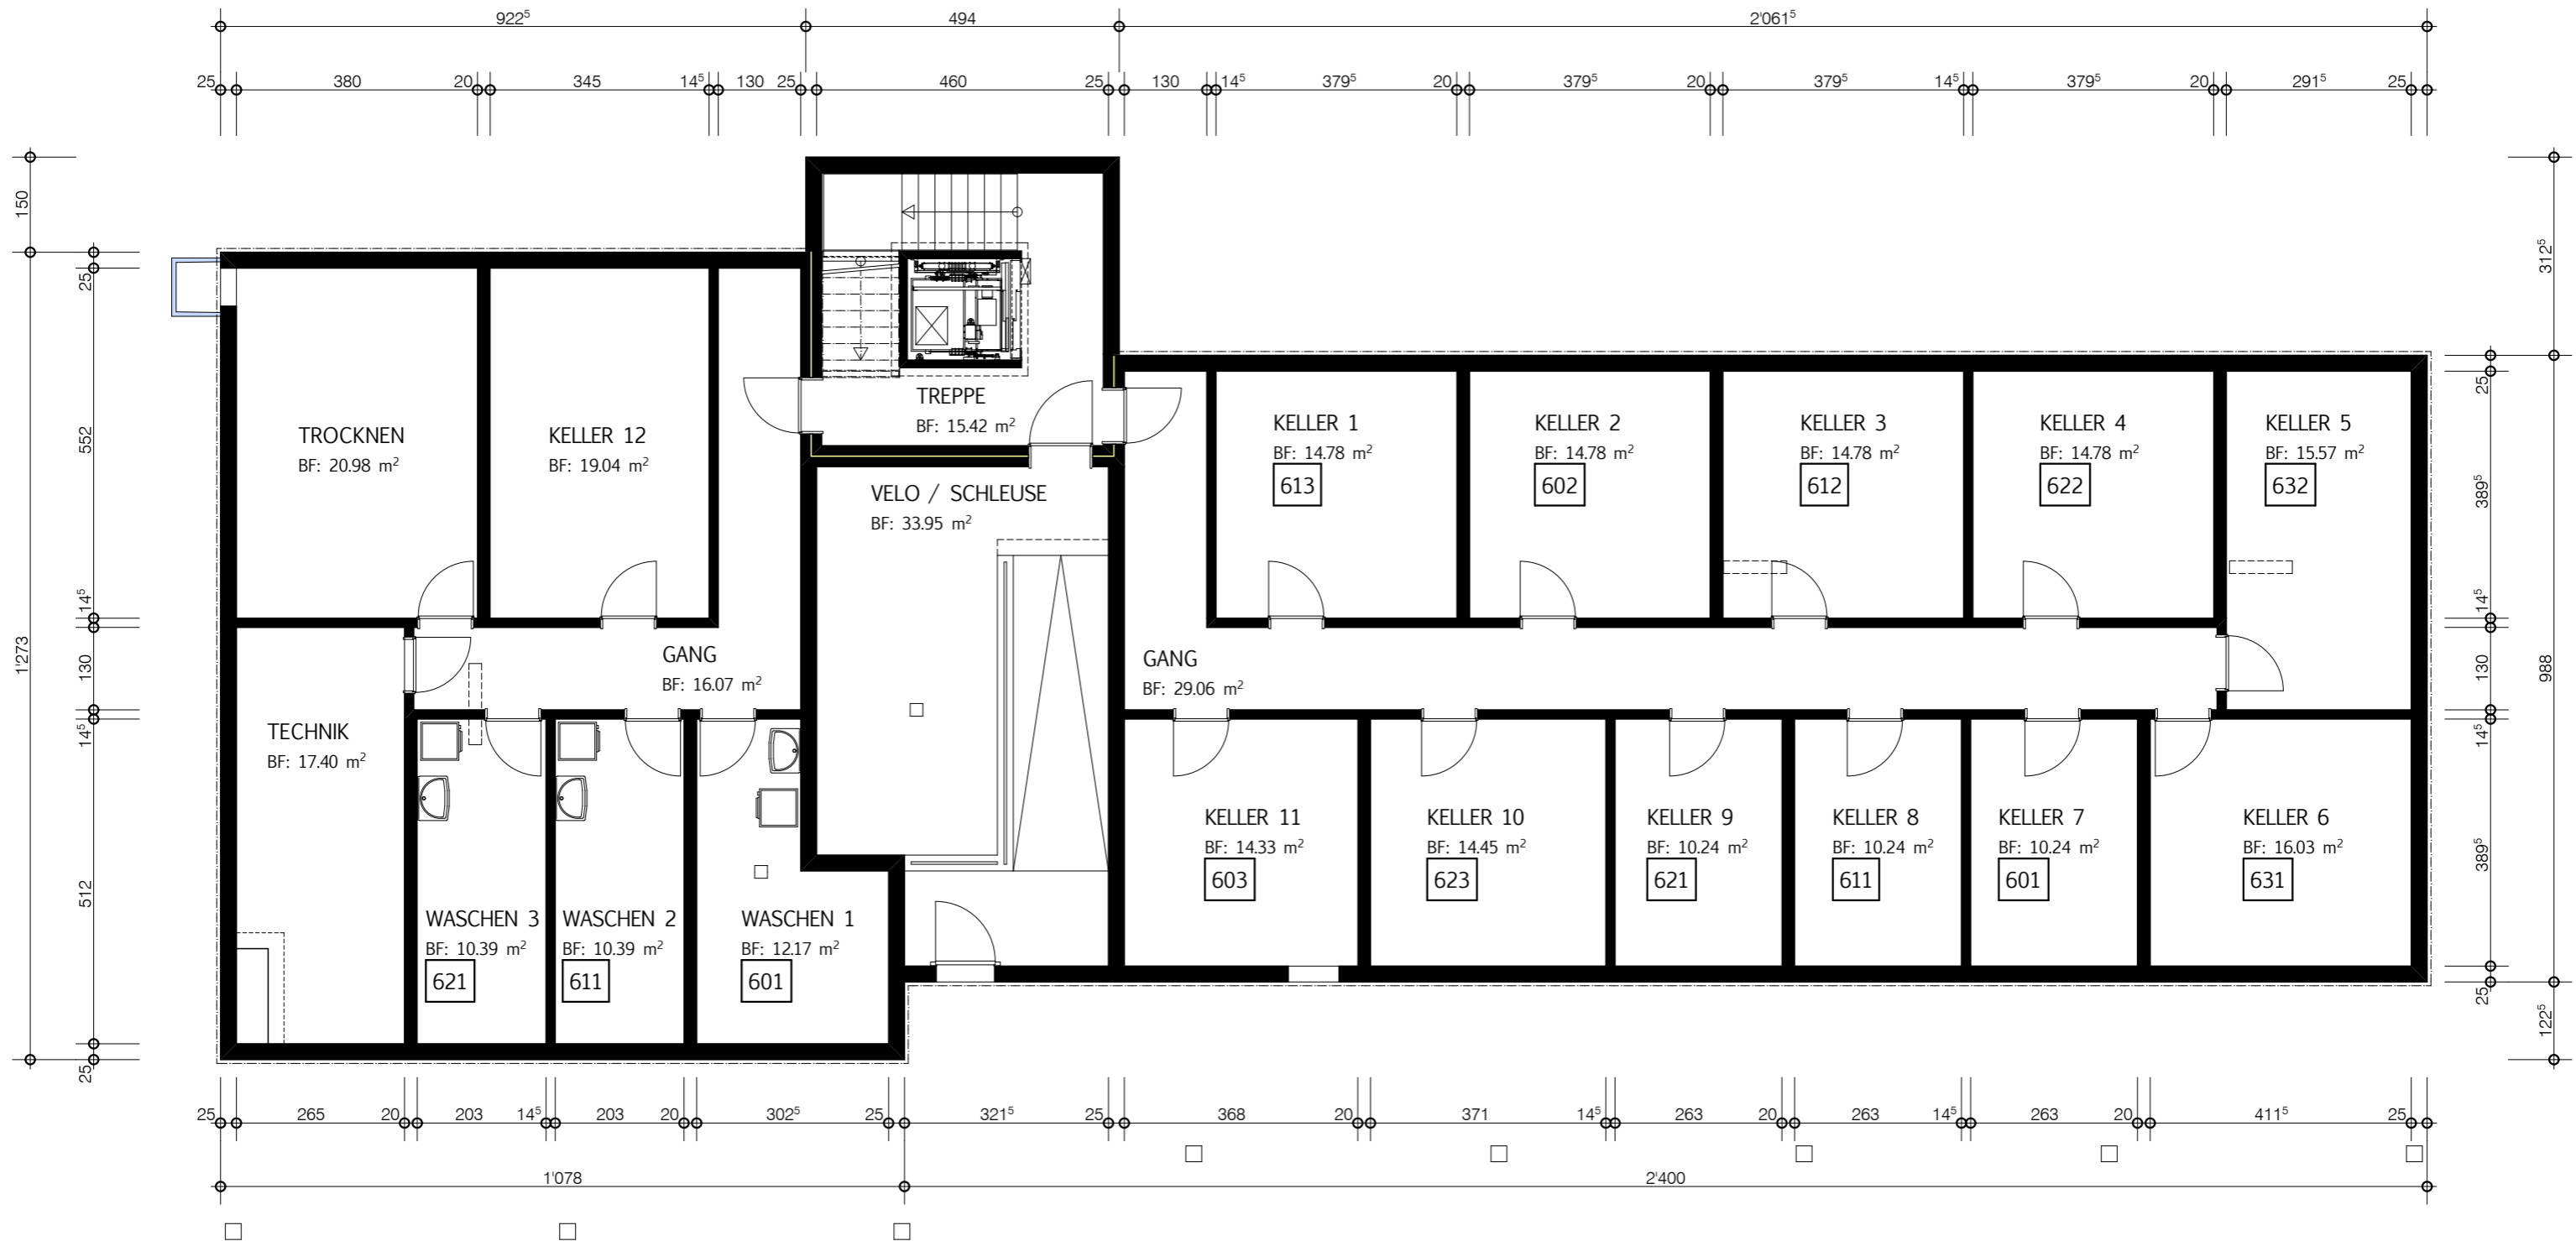 922⁵ 494 2'061⁵
25 380 20 345 14⁵ 130 25 460 25 130 14⁵ 379⁵ 20 379⁵ 20 379⁵ 14⁵ 379⁵ 20 291⁵ 25
150
1'273
25
552
14⁵
130
14⁵
512
25
TROCKNEN
BF: 20.98 m²
KELLER 12
BF: 19.04 m²
TREPPE
BF: 15.42 m²
VELO / SCHLEUSE
BF: 33.95 m²
KELLER 1
BF: 14.78 m²
613
KELLER 2
BF: 14.78 m²
602
KELLER 3
BF: 14.78 m²
612
KELLER 4
BF: 14.78 m²
622
KELLER 5
BF: 15.57 m²
632
GANG
BF: 16.07 m²
GANG
BF: 29.06 m²
TECHNIK
BF: 17.40 m²
WASCHEN 3
BF: 10.39 m²
621
WASCHEN 2
BF: 10.39 m²
611
WASCHEN 1
BF: 12.17 m²
601
KELLER 11
BF: 14.33 m²
603
KELLER 10
BF: 14.45 m²
623
KELLER 9
BF: 10.24 m²
621
KELLER 8
BF: 10.24 m²
611
KELLER 7
BF: 10.24 m²
601
KELLER 6
BF: 16.03 m²
631
25
389⁵
14⁵
130
14⁵
389⁵
25
312⁵
988
122⁵
25 265 20 203 14⁵ 203 20 302⁵ 25 321⁵ 25 368 20 371 14⁵ 263 20 263 14⁵ 263 20 411⁵ 25
1'078 2'400